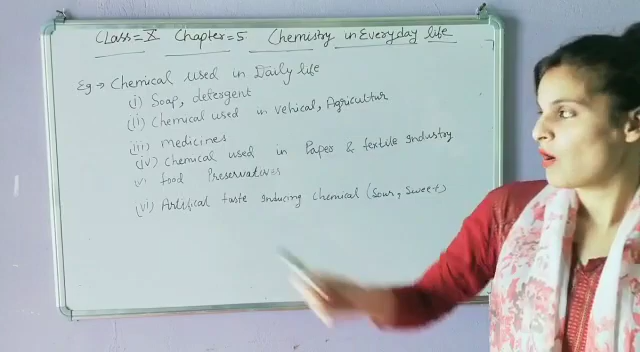 Class = X Chapter = 5 Chemistry in Everyday life
Eg → Chemical used in Daily life
(i) Soap, detergent
(ii) Chemical used in vehical, Agricultur
(iii) medicines
(iv) Chemical used in Paper & textile Industry
v) food Preservatives
(vi) Artifical taste inducing chemical (Sour, Sweet)